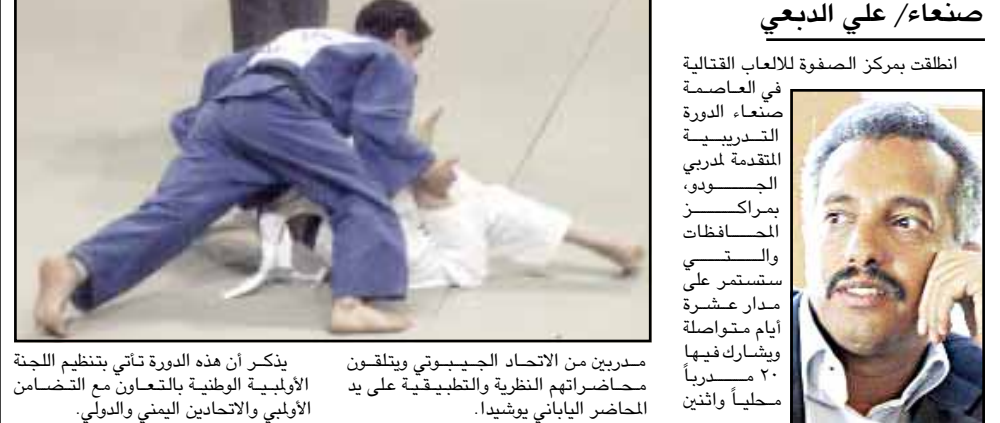 صنعاء/ علي الدبعي
انطلقت بمركز الصفوة للالعاب القتالية
في العاصمة
صنعاء الدورة
التدريبية
المتقدمة لمدربي
الجودو،
بمراكز
المحافظات
والتي
ستستمر على
مدار عشرة
أيام متواصلة
ويشارك فيها
٢٠ مدرباً
محلياً واثنين
مدربين من الاتحاد الجيبوتي ويتلقون
محاضراتهم النظرية والتطبيقية على يد
المحاضر الياباني يوشيدا.
يذكر أن هذه الدورة تأتي بتنظيم اللجنة
الأولمبية الوطنية بالتعاون مع التضامن
الأولمبي والاتحادين اليمني والدولي.